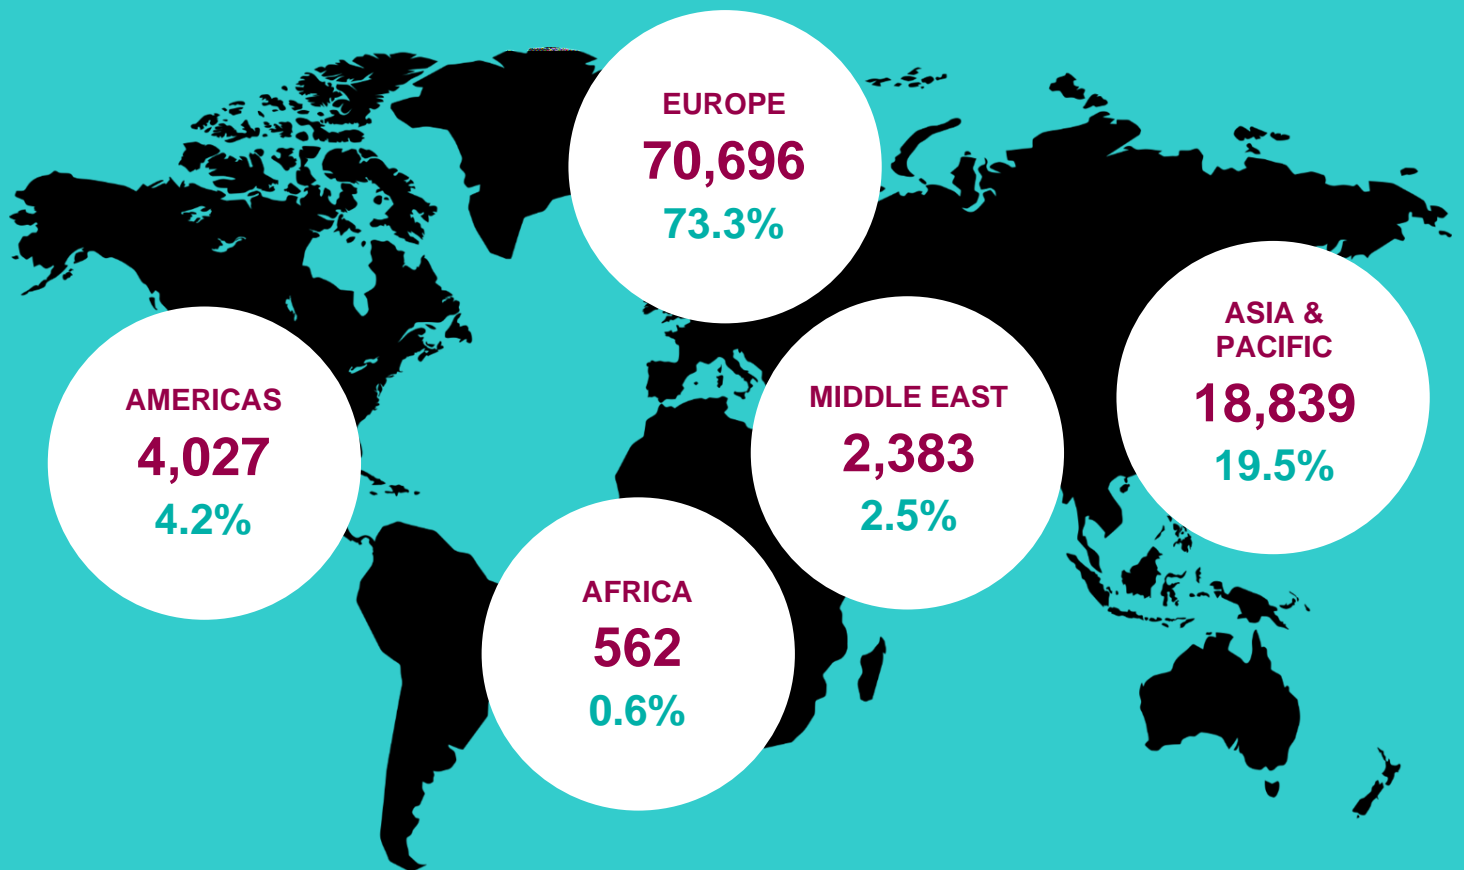 EUROPE
70,696
73.3%
ASIA &
PACIFIC
18,839
19.5%
AMERICAS
4,027
4.2%
MIDDLE EAST
2,383
2.5%
AFRICA
562
0.6%